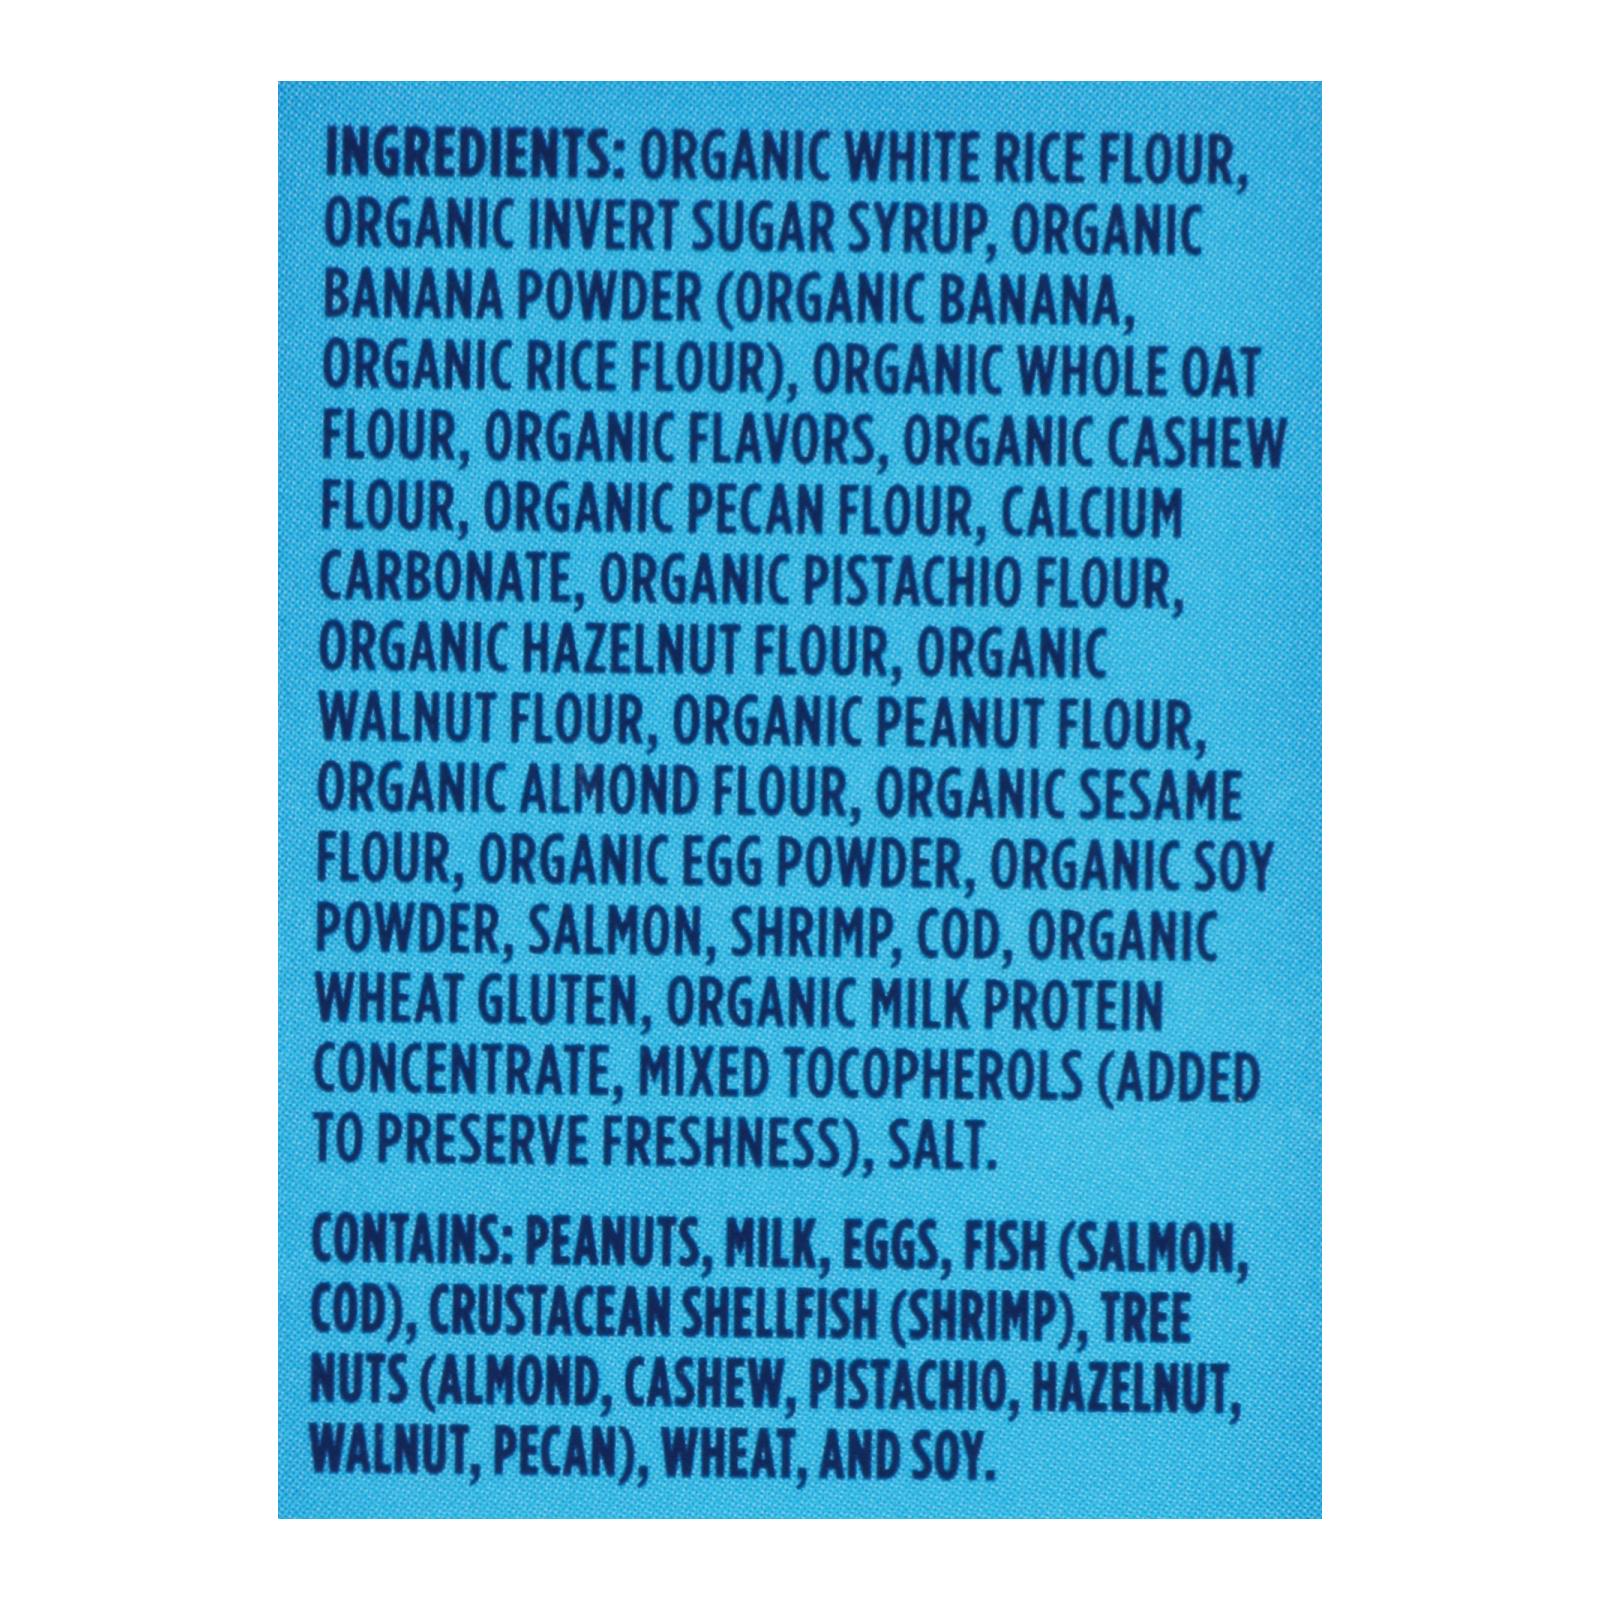 INGREDIENTS: ORGANIC WHITE RICE FLOUR,
ORGANIC INVERT SUGAR SYRUP, ORGANIC
BANANA POWDER (ORGANIC BANANA,
ORGANIC RICE FLOUR), ORGANIC WHOLE OAT
FLOUR, ORGANIC FLAVORS, ORGANIC CASHEW
FLOUR, ORGANIC PECAN FLOUR, CALCIUM
CARBONATE, ORGANIC PISTACHIO FLOUR,
ORGANIC HAZELNUT FLOUR, ORGANIC
WALNUT FLOUR, ORGANIC PEANUT FLOUR,
ORGANIC ALMOND FLOUR, ORGANIC SESAME
FLOUR, ORGANIC EGG POWDER, ORGANIC SOY
POWDER, SALMON, SHRIMP, COD, ORGANIC
WHEAT GLUTEN, ORGANIC MILK PROTEIN
CONCENTRATE, MIXED TOCOPHEROLS (ADDED
TO PRESERVE FRESHNESS), SALT.
CONTAINS: PEANUTS, MILK, EGGS, FISH (SALMON,
COD), CRUSTACEAN SHELLFISH (SHRIMP), TREE
NUTS (ALMOND, CASHEW, PISTACHIO, HAZELNUT,
WALNUT, PECAN), WHEAT, AND SOY.